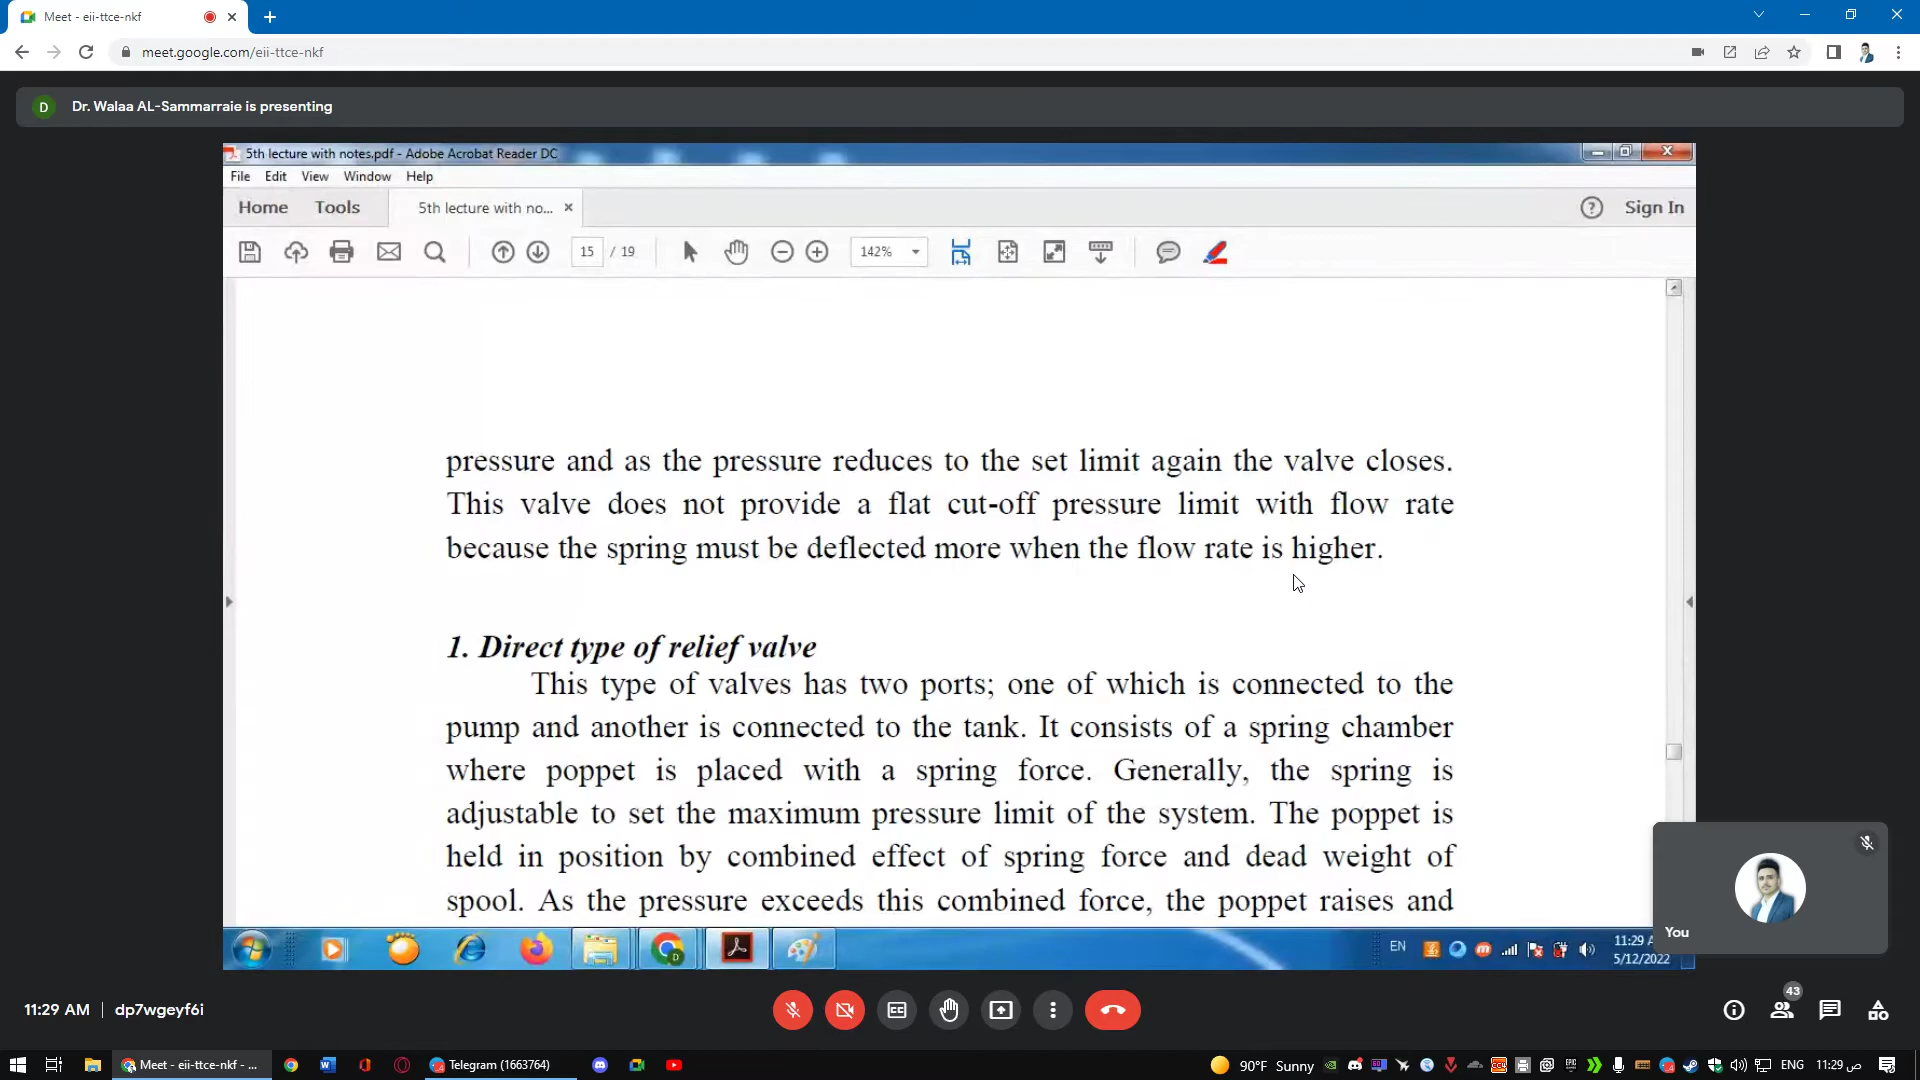 Meet - eii-ttce-nkf
meet.google.com/eii-ttce-nkf
D
Dr. Walaa AL-Sammarraie is presenting
5th lecture with notes.pdf - Adobe Acrobat Reader DC
File Edit View Window Help
Home Tools 5th lecture with no... Sign In
15 / 19 142%
pressure and as the pressure reduces to the set limit again the valve closes.
This valve does not provide a flat cut-off pressure limit with flow rate
because the spring must be deflected more when the flow rate is higher.
1. Direct type of relief valve
This type of valves has two ports; one of which is connected to the
pump and another is connected to the tank. It consists of a spring chamber
where poppet is placed with a spring force. Generally, the spring is
adjustable to set the maximum pressure limit of the system. The poppet is
held in position by combined effect of spring force and dead weight of
spool. As the pressure exceeds this combined force, the poppet raises and
You
EN 11:29 A
5/12/2022
43
11:29 AM dp7wgeyf6i
Meet - eii-ttce-nkf - ... Telegram (1663764) 90°F Sunny ENG 11:29 ص